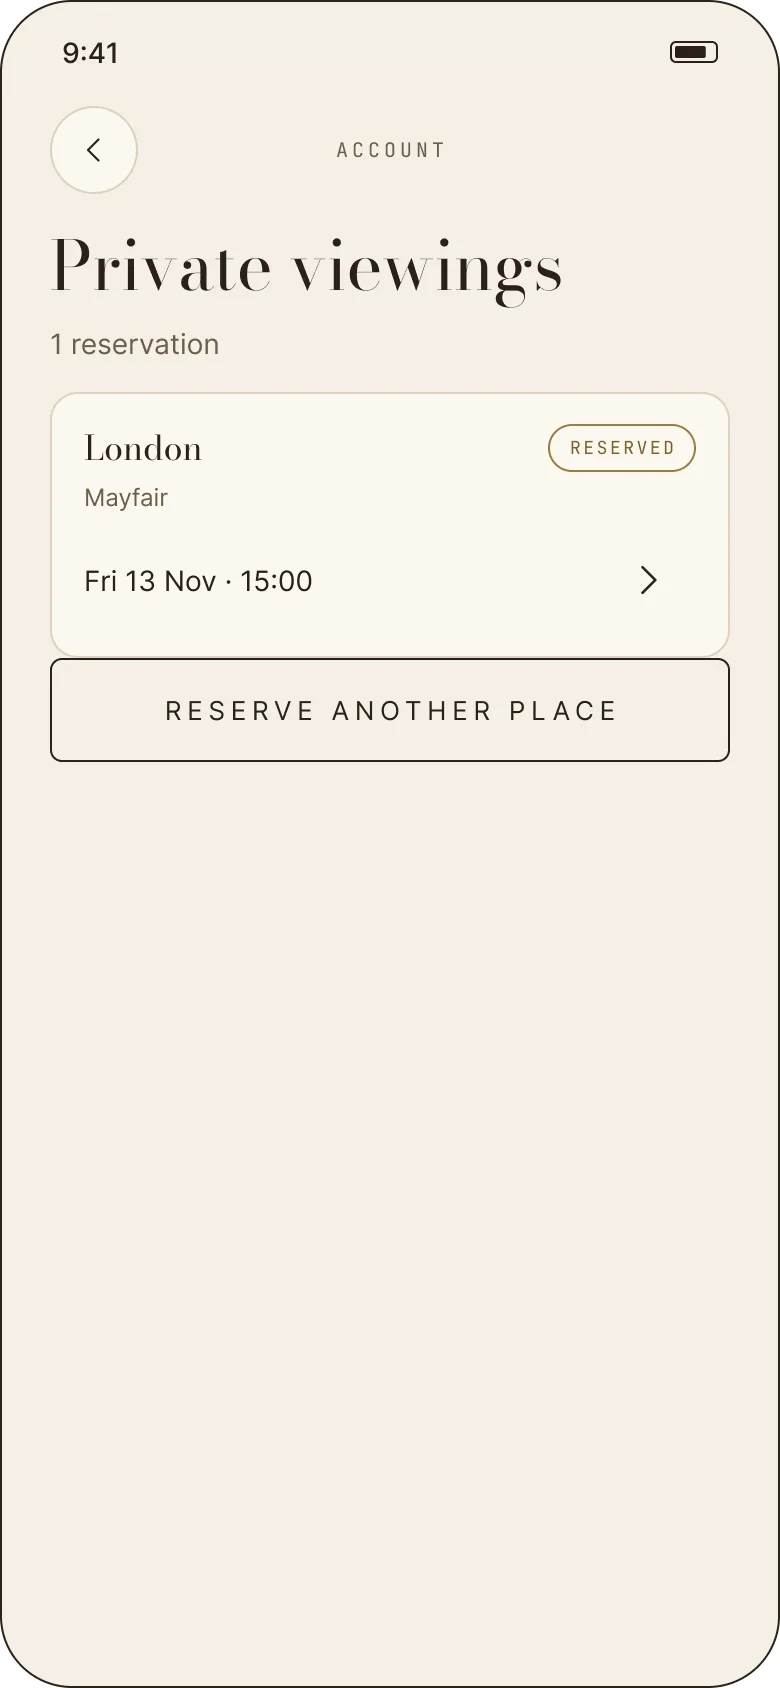 9:41
ACCOUNT
Private viewings
1 reservation
London
RESERVED
Mayfair
Fri 13 Nov · 15:00
RESERVE ANOTHER PLACE